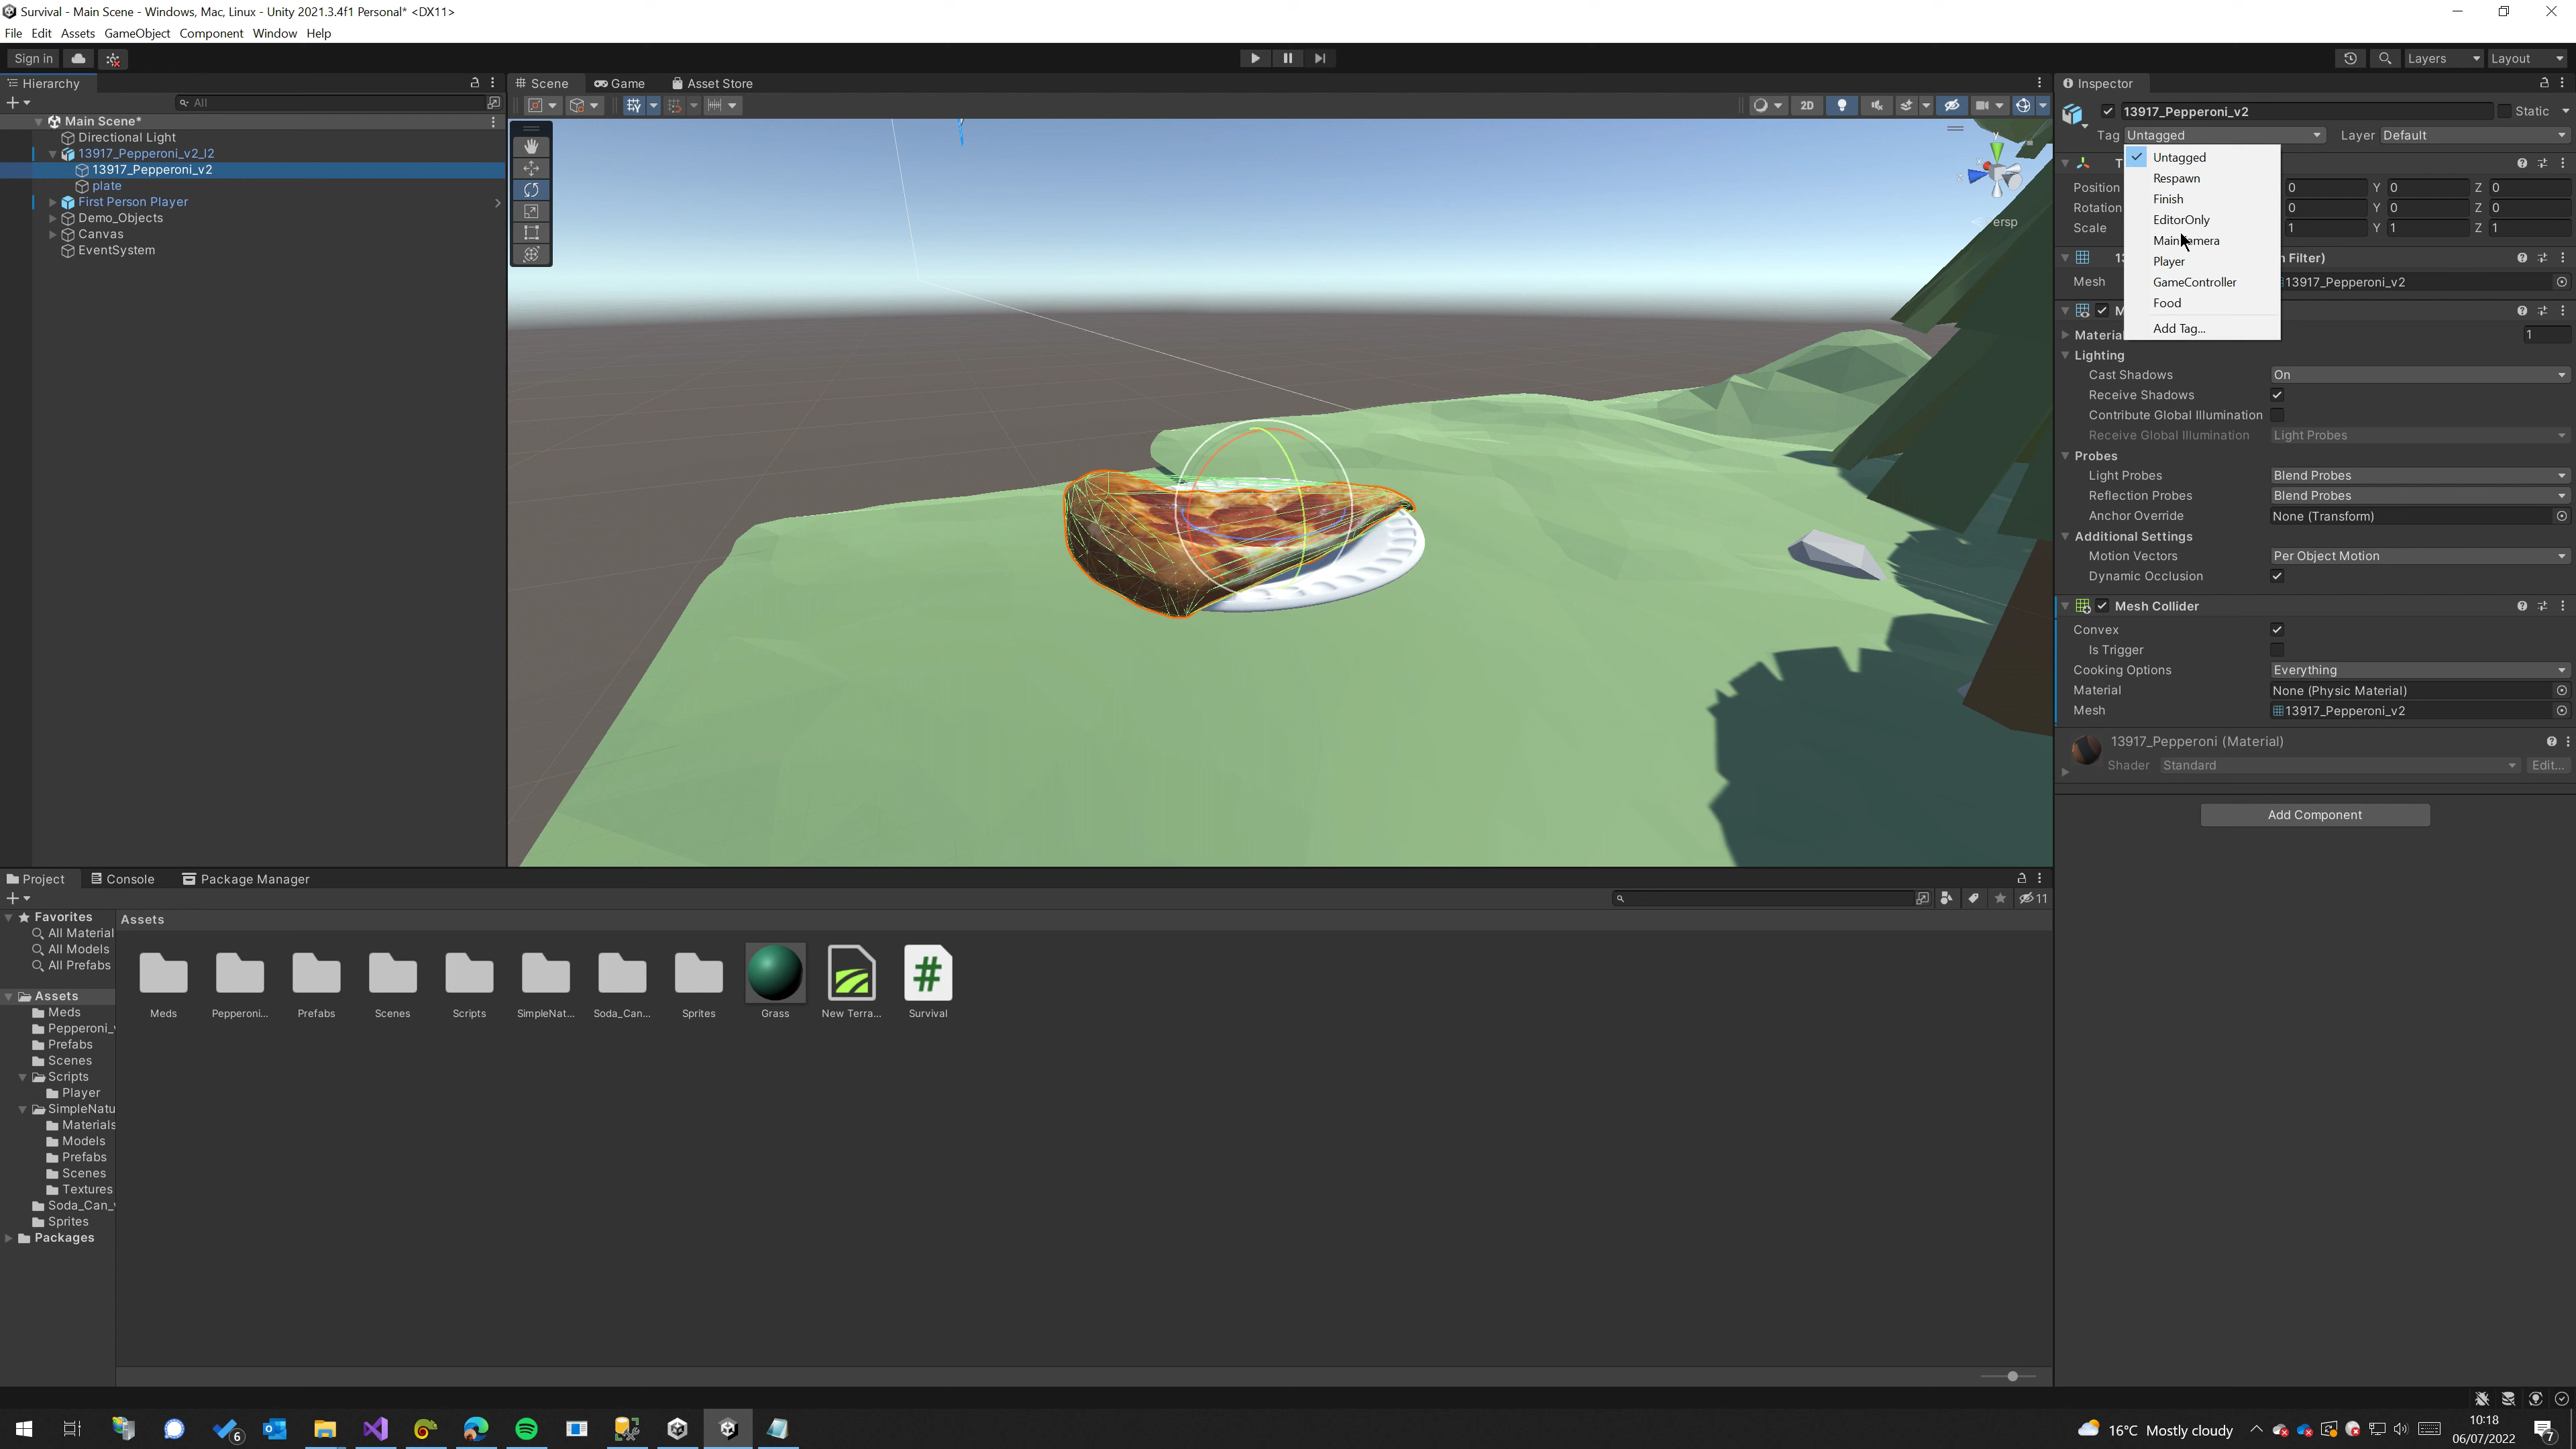 Survival - Main Scene - Windows, Mac, Linux - Unity 2021.3.4f1 Personal* <DX11>
File Edit Assets GameObject Component Window Help
Sign in
Layers
Layout
Hierarchy
Scene
Game
Asset Store
Inspector
All
2D
Main Scene*
Directional Light
13917_Pepperoni_v2_l2
13917_Pepperoni_v2
plate
First Person Player
Demo_Objects
Canvas
EventSystem
y
Persp
13917_Pepperoni_v2
Static
Tag Untagged
Layer Default
Untagged
Respawn
Finish
EditorOnly
MainCamera
Player
GameController
Food
Add Tag...
Position 0 Y 0 Z 0
Rotation 0 Y 0 Z 0
Scale 1 Y 1 Z 1
Filter)
Mesh 13917_Pepperoni_v2
1
Lighting
Cast Shadows On
Receive Shadows
Contribute Global Illumination
Receive Global Illumination Light Probes
Probes
Light Probes Blend Probes
Reflection Probes Blend Probes
Anchor Override None (Transform)
Additional Settings
Motion Vectors Per Object Motion
Dynamic Occlusion
Mesh Collider
Convex
Is Trigger
Cooking Options Everything
Material None (Physic Material)
Mesh 13917_Pepperoni_v2
13917_Pepperoni (Material)
Shader Standard Edit...
Add Component
Project
Console
Package Manager
11
Favorites
All Material
All Models
All Prefabs
Assets
Meds
Pepperoni_v
Prefabs
Scenes
Scripts
Player
SimpleNatu
Materials
Models
Prefabs
Scenes
Textures
Soda_Can_v
Sprites
Packages
Assets
Meds
Pepperoni...
Prefabs
Scenes
Scripts
SimpleNat...
Soda_Can...
Sprites
Grass
New Terra...
Survival
6
16°C Mostly cloudy
10:18
06/07/2022
7